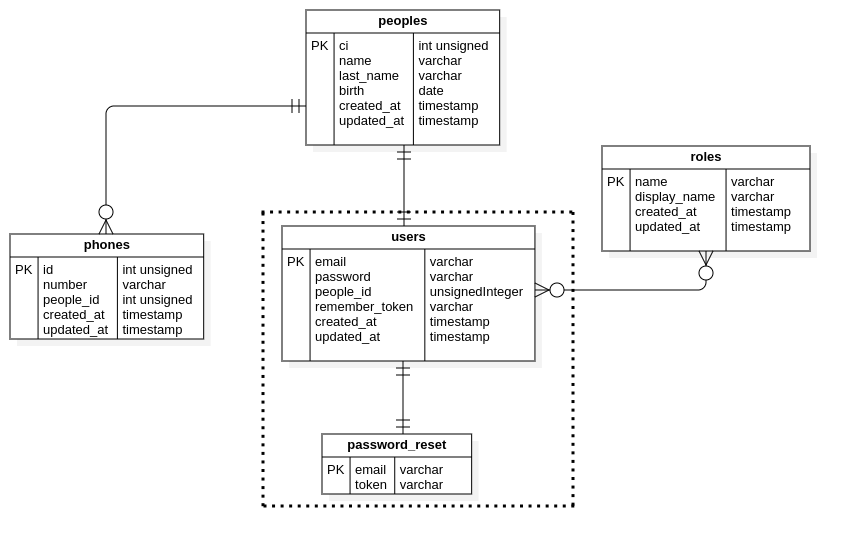 peoples
PK ci int unsigned
name varchar
last_name varchar
birth date
created_at timestamp
updated_at timestamp
roles
PK name varchar
display_name varchar
created_at timestamp
updated_at timestamp
phones
PK id int unsigned
number varchar
people_id int unsigned
created_at timestamp
updated_at timestamp
users
PK email varchar
password varchar
people_id unsignedInteger
remember_token varchar
created_at timestamp
updated_at timestamp
password_reset
PK email varchar
token varchar